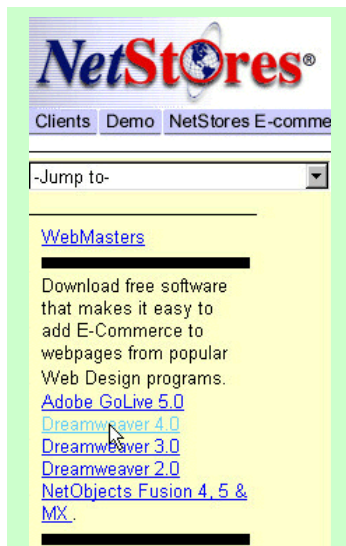 NetStores®
Clients Demo NetStores E-comme
-Jump to-
WebMasters
Download free software
that makes it easy to
add E-Commerce to
webpages from popular
Web Design programs.
Adobe GoLive 5.0
Dreamweaver 4.0
Dreamweaver 3.0
Dreamweaver 2.0
NetObjects Fusion 4, 5 &
MX .